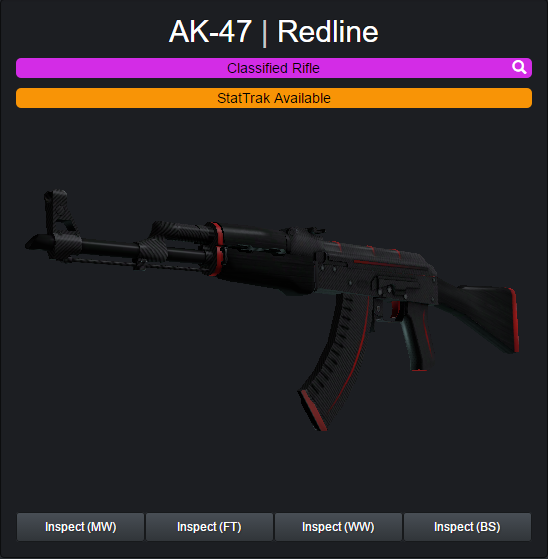 AK-47 | Redline
Classified Rifle
StatTrak Available
Inspect (MW) Inspect (FT) Inspect (WW) Inspect (BS)